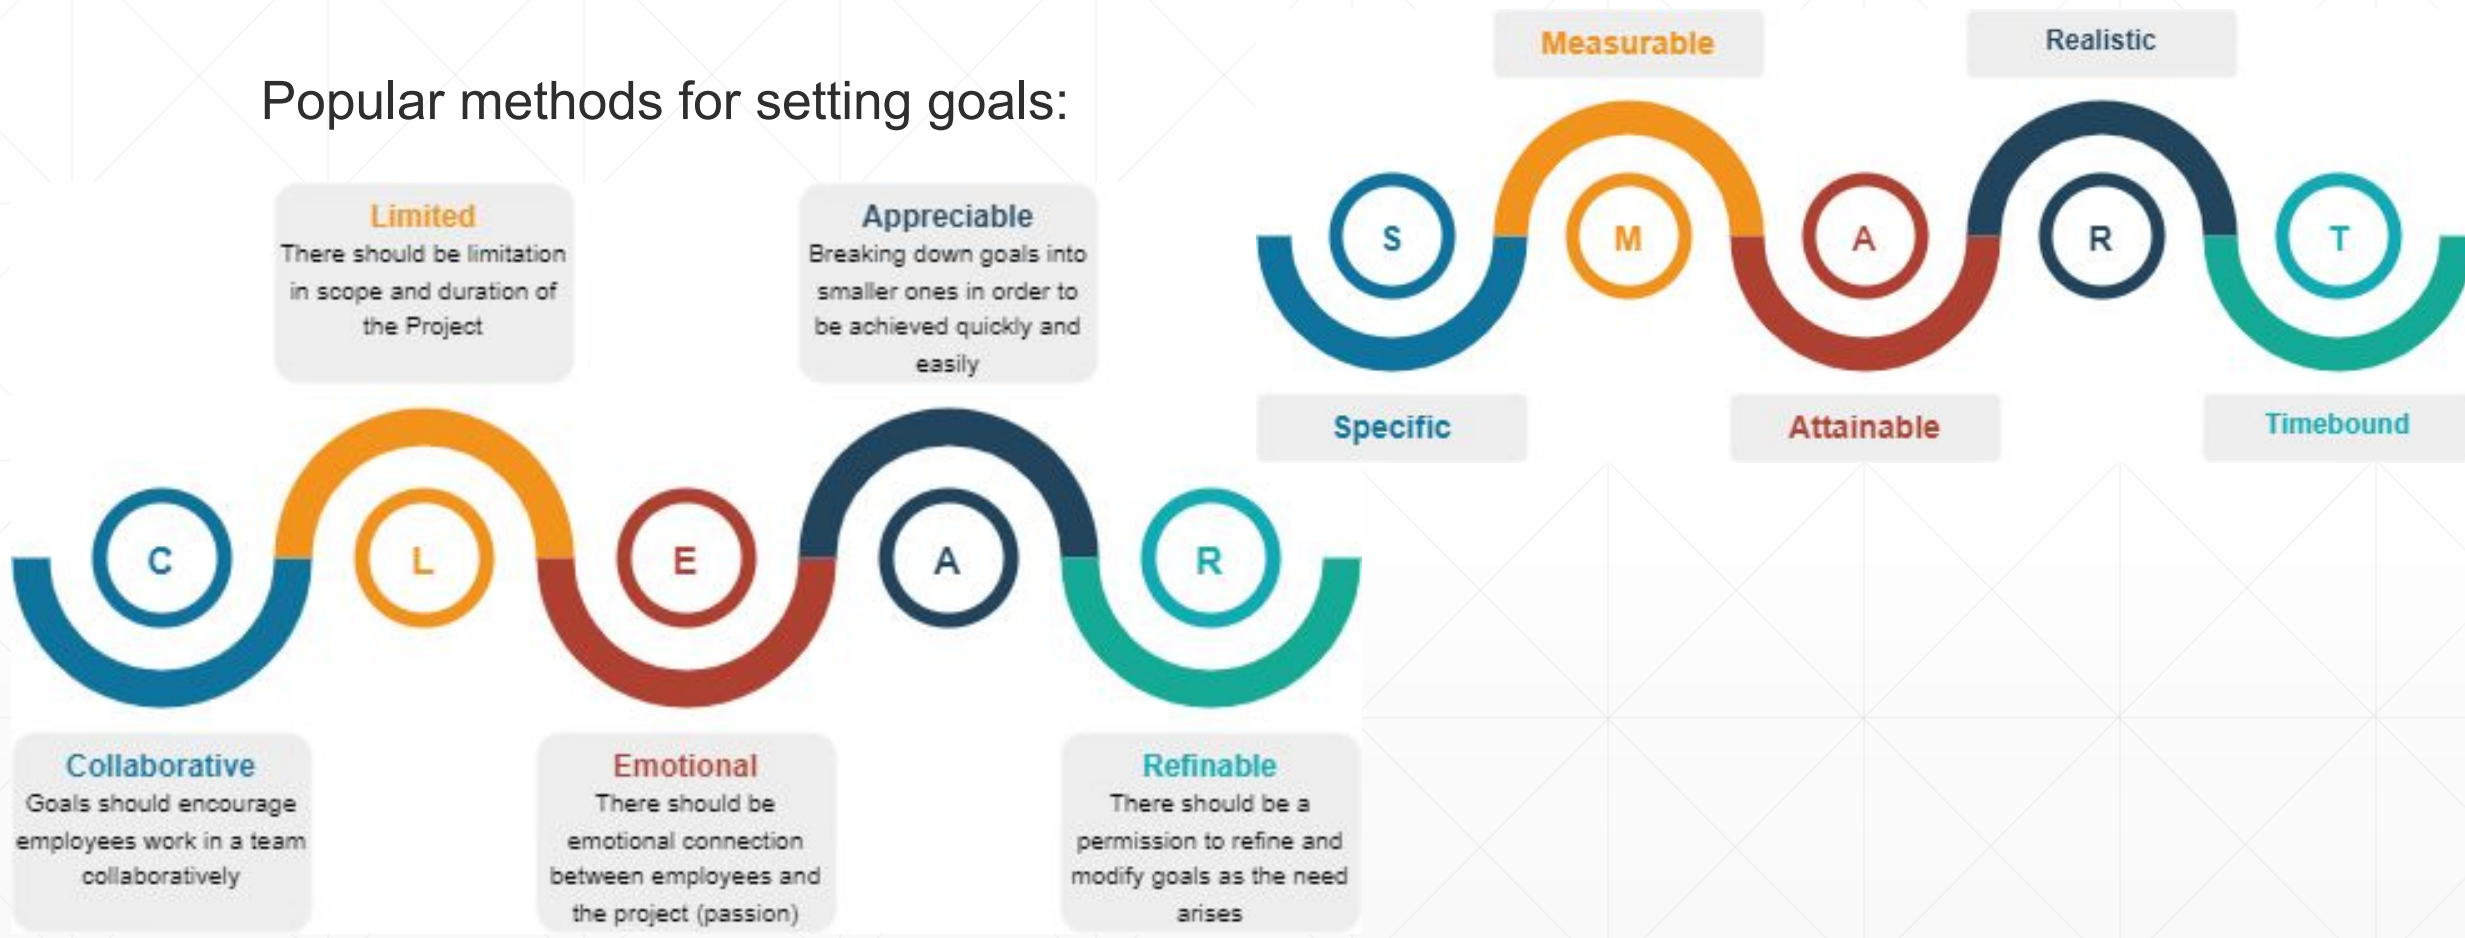 Popular methods for setting goals:
Limited
There should be limitation
in scope and duration of
the Project
Appreciable
Breaking down goals into
smaller ones in order to
be achieved quickly and
easily
C
L
E
A
R
Collaborative
Goals should encourage
employees work in a team
collaboratively
Emotional
There should be
emotional connection
between employees and
the project (passion)
Refinable
There should be a
permission to refine and
modify goals as the need
arises
Measurable
Realistic
S
M
A
R
T
Specific
Attainable
Timebound